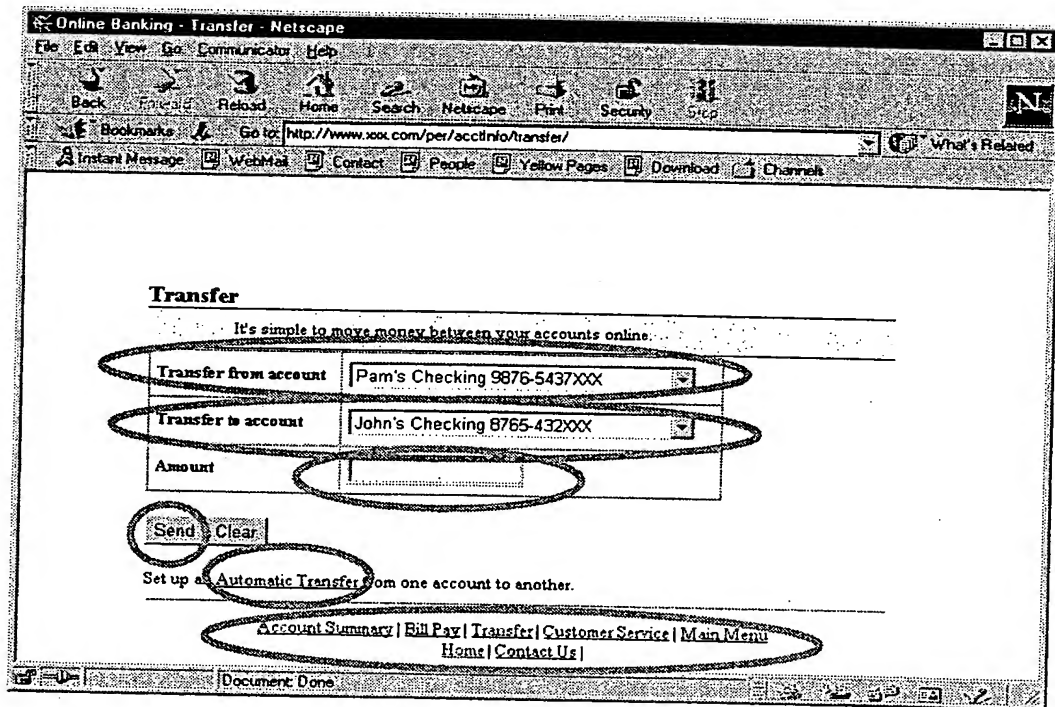 Online Banking - Transfer - Netscape
File Edit View Go Communicator Help
Back Forward Reload Home Search Netscape Print Security Stop
N
Bookmarks Go to: http://www.xxx.com/per/acctInfo/transfer/ What's Related
Instant Message WebMail Contact People Yellow Pages Download Channels
Transfer
It's simple to move money between your accounts online.
Transfer from account Pam's Checking 9876-5437XXX
Transfer to account John's Checking 8765-432XXX
Amount
Send Clear
Set up an Automatic Transfer from one account to another.
Account Summary | Bill Pay | Transfer | Customer Service | Main Menu
Home | Contact Us |
Document: Done